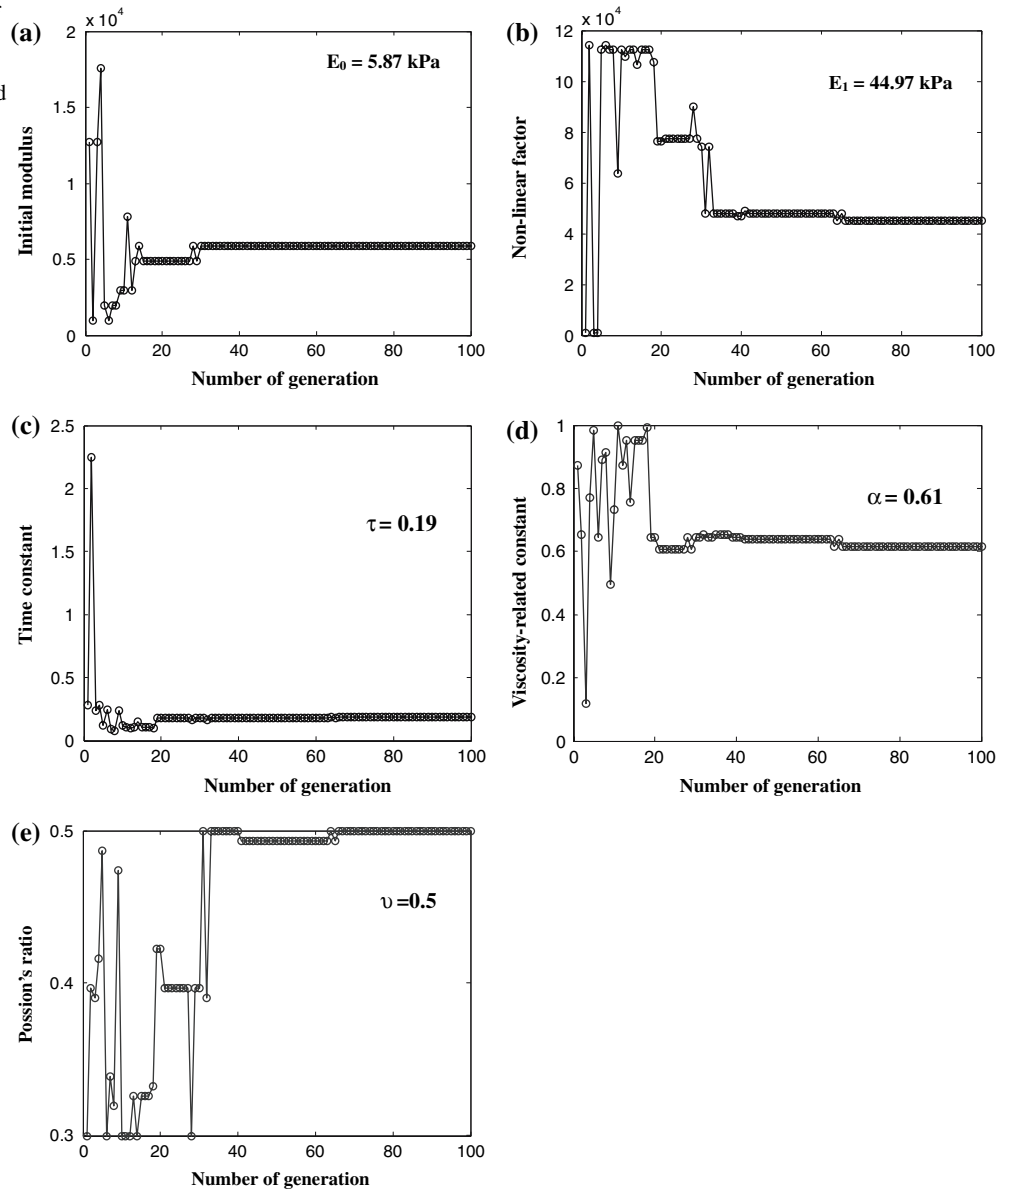 d
(a)
x 10⁴
2
1.5
1
0.5
0
E₀ = 5.87 kPa
Initial modulus
0 20 40 60 80 100
Number of generation
(b)
x 10⁴
12
10
8
6
4
2
0
E₁ = 44.97 kPa
Non-linear factor
0 20 40 60 80 100
Number of generation
(c)
2.5
2
1.5
1
0.5
0
τ = 0.19
Time constant
0 20 40 60 80 100
Number of generation
(d)
1
0.8
0.6
0.4
0.2
0
α = 0.61
Viscosity-related constant
0 20 40 60 80 100
Number of generation
(e)
0.5
0.4
0.3
υ =0.5
Possion's ratio
0 20 40 60 80 100
Number of generation